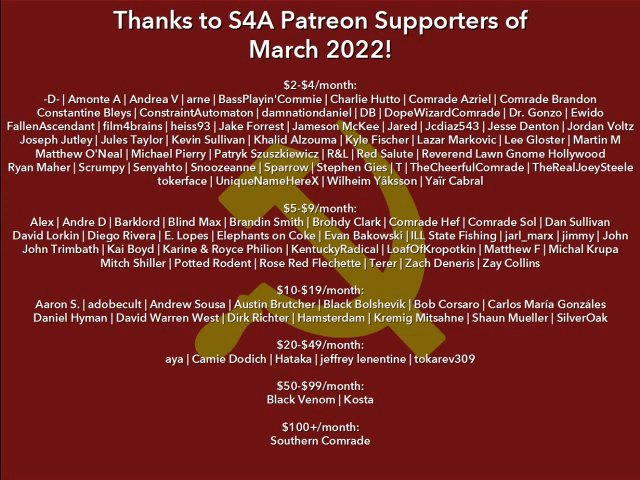 Thanks to S4A Patreon Supporters of
March 2022!
$2-$4/month:
-D- | Amonte A | Andrea V | arne | BassPlayin'Commie | Charlie Hutto | Comrade Azriel | Comrade Brandon
Constantine Bleys | ConstraintAutomaton | damnationdaniel | DB | DopeWizardComrade | Dr. Gonzo | Ewido
FallenAscendant | film4brains | heiss93 | Jake Forrest | Jameson McKee | Jared | Jcdiaz543 | Jesse Denton | Jordan Voltz
Joseph Jutley | Jules Taylor | Kevin Sullivan | Khalid Alzouma | Kyle Fischer | Lazar Markovic | Lee Gloster | Martin M
Matthew O'Neal | Michael Pierry | Patryk Szuszkiewicz | R&L | Red Salute | Reverend Lawn Gnome Hollywood
Ryan Maher | Scrumpy | Senyahto | Snoozeanne | Sparrow | Stephen Gies | T | TheCheerfulComrade | TheRealJoeySteele
tokerface | UniqueNameHereX | Wilheim Yâksson | Yaïr Cabral
$5-$9/month:
Alex | Andre D | Barklord | Blind Max | Brandin Smith | Brohdy Clark | Comrade Hef | Comrade Sol | Dan Sullivan
David Lorkin | Diego Rivera | E. Lopes | Elephants on Coke | Evan Bakowski | ILL State Fishing | jarl_marx | jimmy | John
John Trimbath | Kai Boyd | Karine & Royce Philion | KentuckyRadical | LoafOfKropotkin | Matthew F | Michal Krupa
Mitch Shiller | Potted Rodent | Rose Red Flechette | Terer | Zach Deneris | Zay Collins
$10-$19/month:
Aaron S. | adobecult | Andrew Sousa | Austin Brutcher | Black Bolshevik | Bob Corsaro | Carlos María Gonzáles
Daniel Hyman | David Warren West | Dirk Richter | Hamsterdam | Kremig Mitsahne | Shaun Mueller | SilverOak
$20-$49/month:
aya | Camie Dodich | Hataka | jeffrey lenentine | tokarev309
$50-$99/month:
Black Venom | Kosta
$100+/month:
Southern Comrade